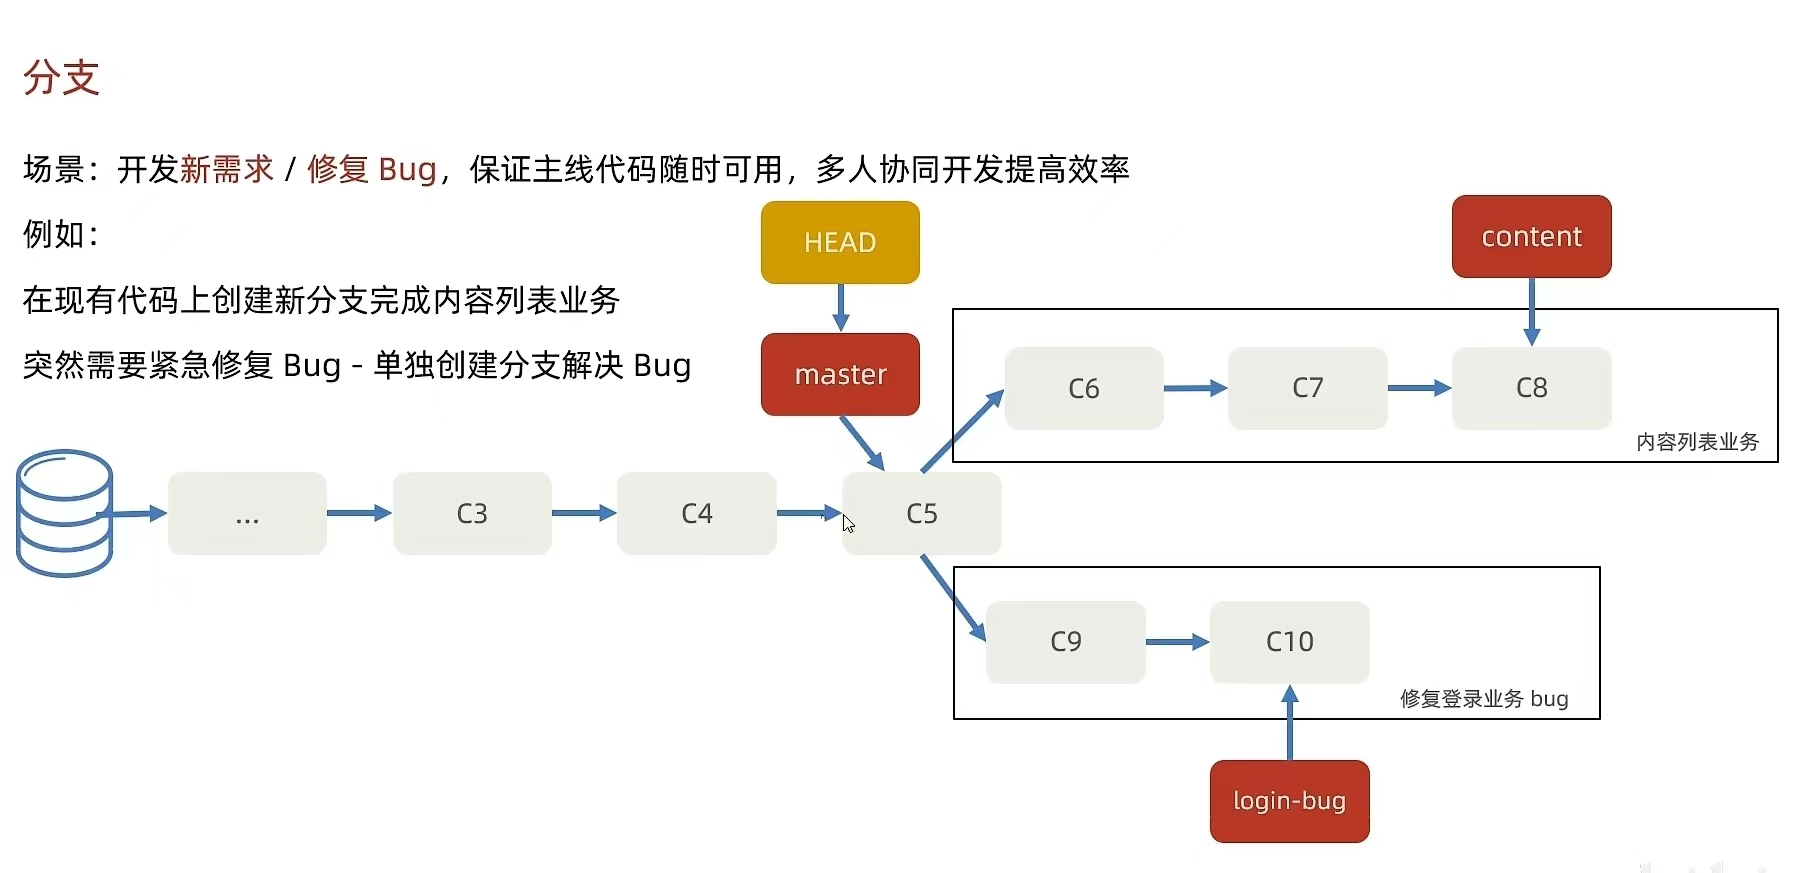 分支
场景：开发新需求 / 修复 Bug，保证主线代码随时可用，多人协同开发提高效率
例如：
在现有代码上创建新分支完成内容列表业务
突然需要紧急修复 Bug - 单独创建分支解决 Bug
HEAD
master
content
C6
C7
C8
内容列表业务
...
C3
C4
C5
C9
C10
修复登录业务 bug
login-bug